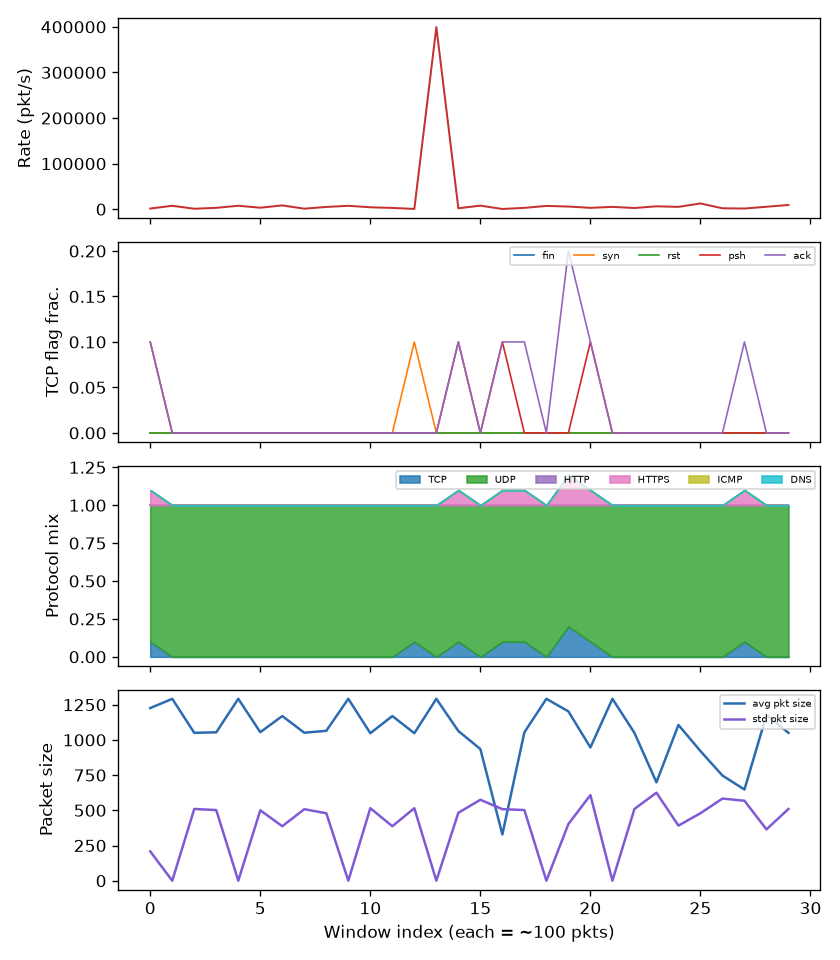 400000
300000
200000
100000
0
Rate (pkt/s)
fin syn rst psh ack
0.20
0.15
0.10
0.05
0.00
TCP flag frac.
TCP UDP HTTP HTTPS ICMP DNS
1.25
1.00
0.75
0.50
0.25
0.00
Protocol mix
avg pkt size
std pkt size
1250
1000
750
500
250
0
Packet size
0 5 10 15 20 25 30
Window index (each = ~100 pkts)